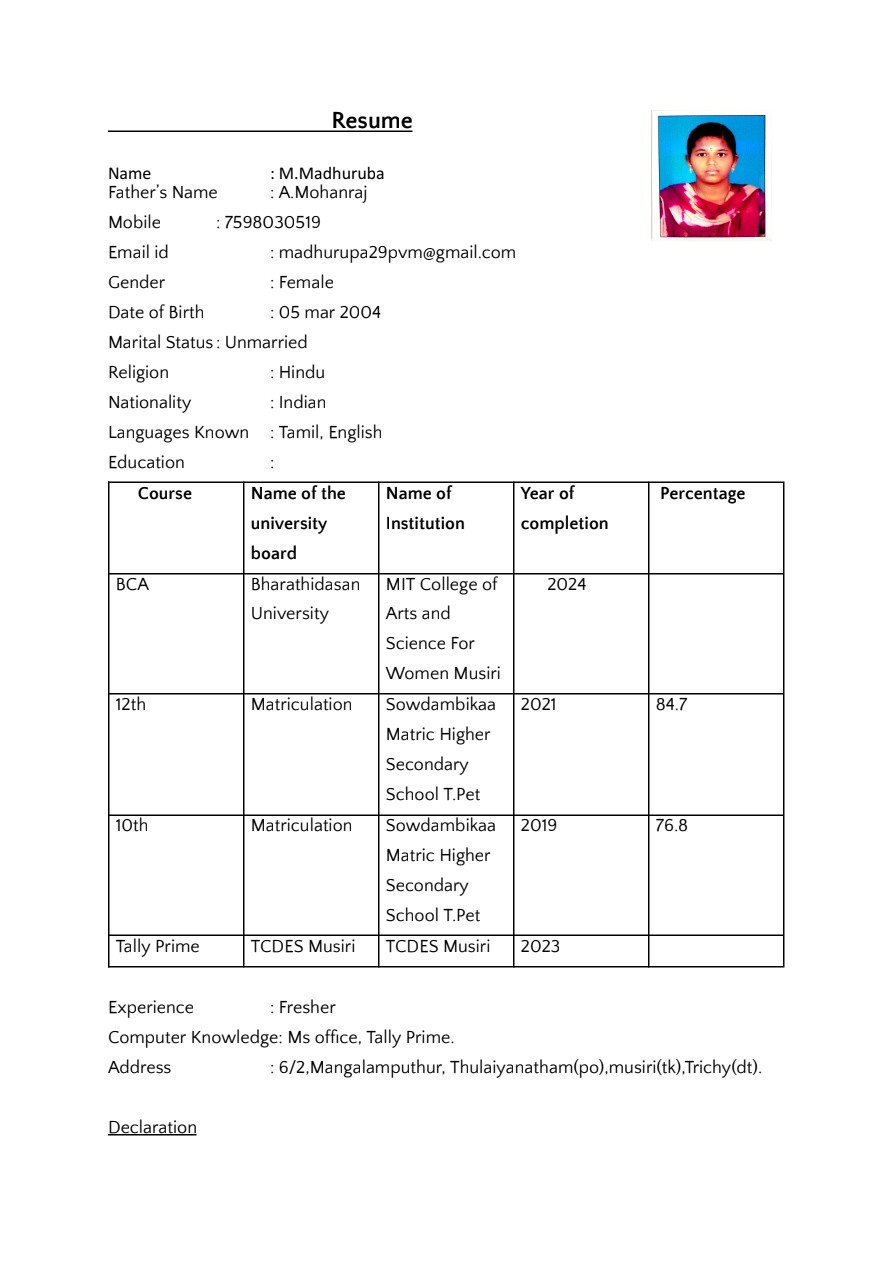 Resume
Name : M.Madhuruba
Father's Name : A.Mohanraj
Mobile : 7598030519
Email id : madhurupa29pvm@gmail.com
Gender : Female
Date of Birth : 05 mar 2004
Marital Status : Unmarried
Religion : Hindu
Nationality : Indian
Languages Known : Tamil, English
Education :
Course Name of the university board Name of Institution Year of completion Percentage
BCA Bharathidasan University MIT College of Arts and Science For Women Musiri 2024
12th Matriculation Sowdambikaa Matric Higher Secondary School T.Pet 2021 84.7
10th Matriculation Sowdambikaa Matric Higher Secondary School T.Pet 2019 76.8
Tally Prime TCDES Musiri TCDES Musiri 2023
Experience : Fresher
Computer Knowledge: Ms office, Tally Prime.
Address : 6/2,Mangalamputhur, Thulaiyanatham(po),musiri(tk),Trichy(dt).
Declaration